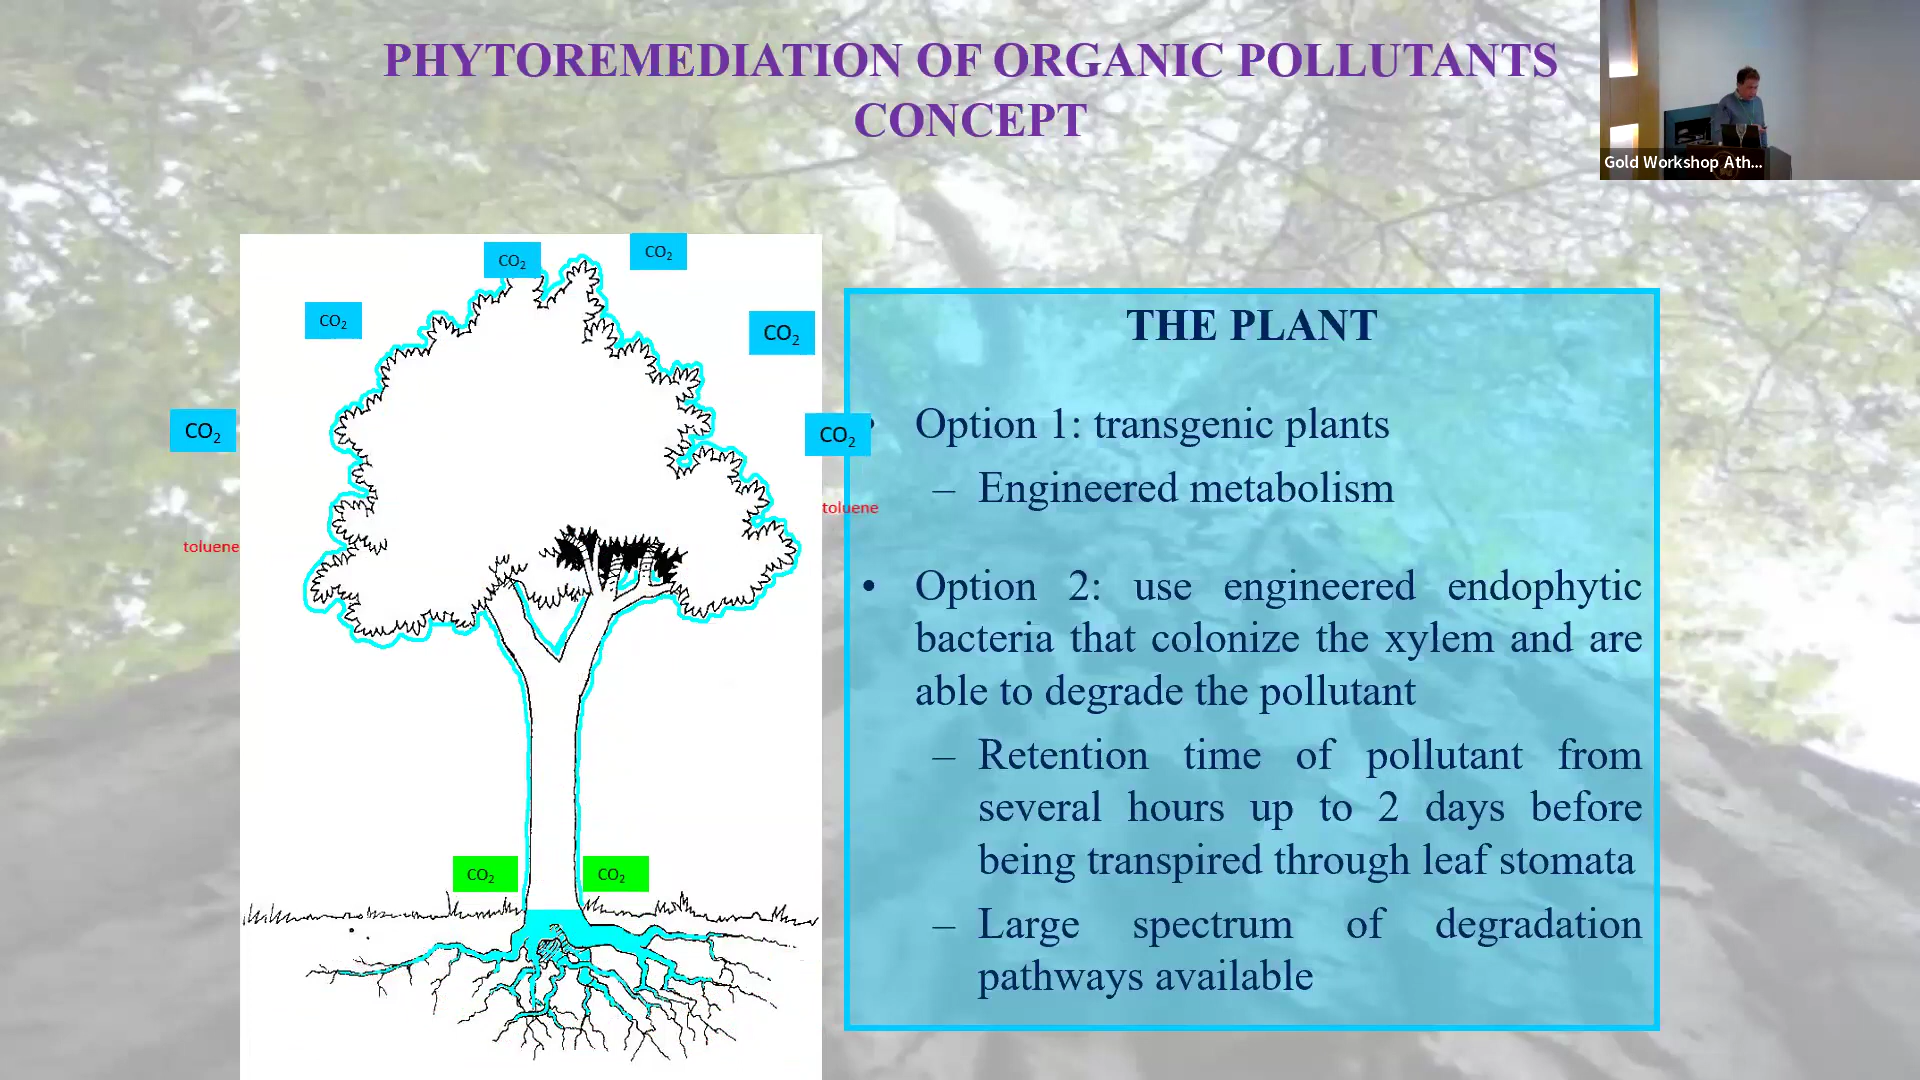 PHYTOREMEDIATION OF ORGANIC POLLUTANTS
CONCEPT
Gold Workshop Ath...
CO₂
CO₂
CO₂
CO₂
CO₂
CO₂
toluene
toluene
CO₂
CO₂
THE PLANT
• Option 1: transgenic plants
– Engineered metabolism
• Option 2: use engineered endophytic
bacteria that colonize the xylem and are
able to degrade the pollutant
– Retention time of pollutant from
several hours up to 2 days before
being transpired through leaf stomata
– Large spectrum of degradation
pathways available